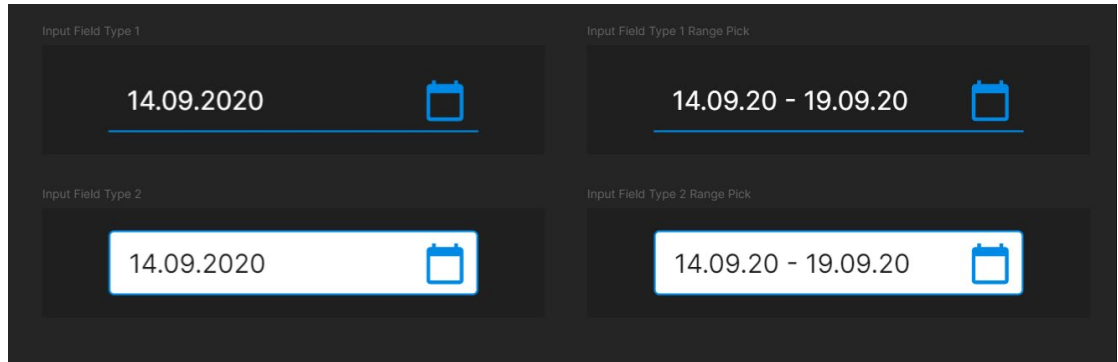 Input Field Type 1
14.09.2020
Input Field Type 1 Range Pick
14.09.20 - 19.09.20
Input Field Type 2
14.09.2020
Input Field Type 2 Range Pick
14.09.20 - 19.09.20